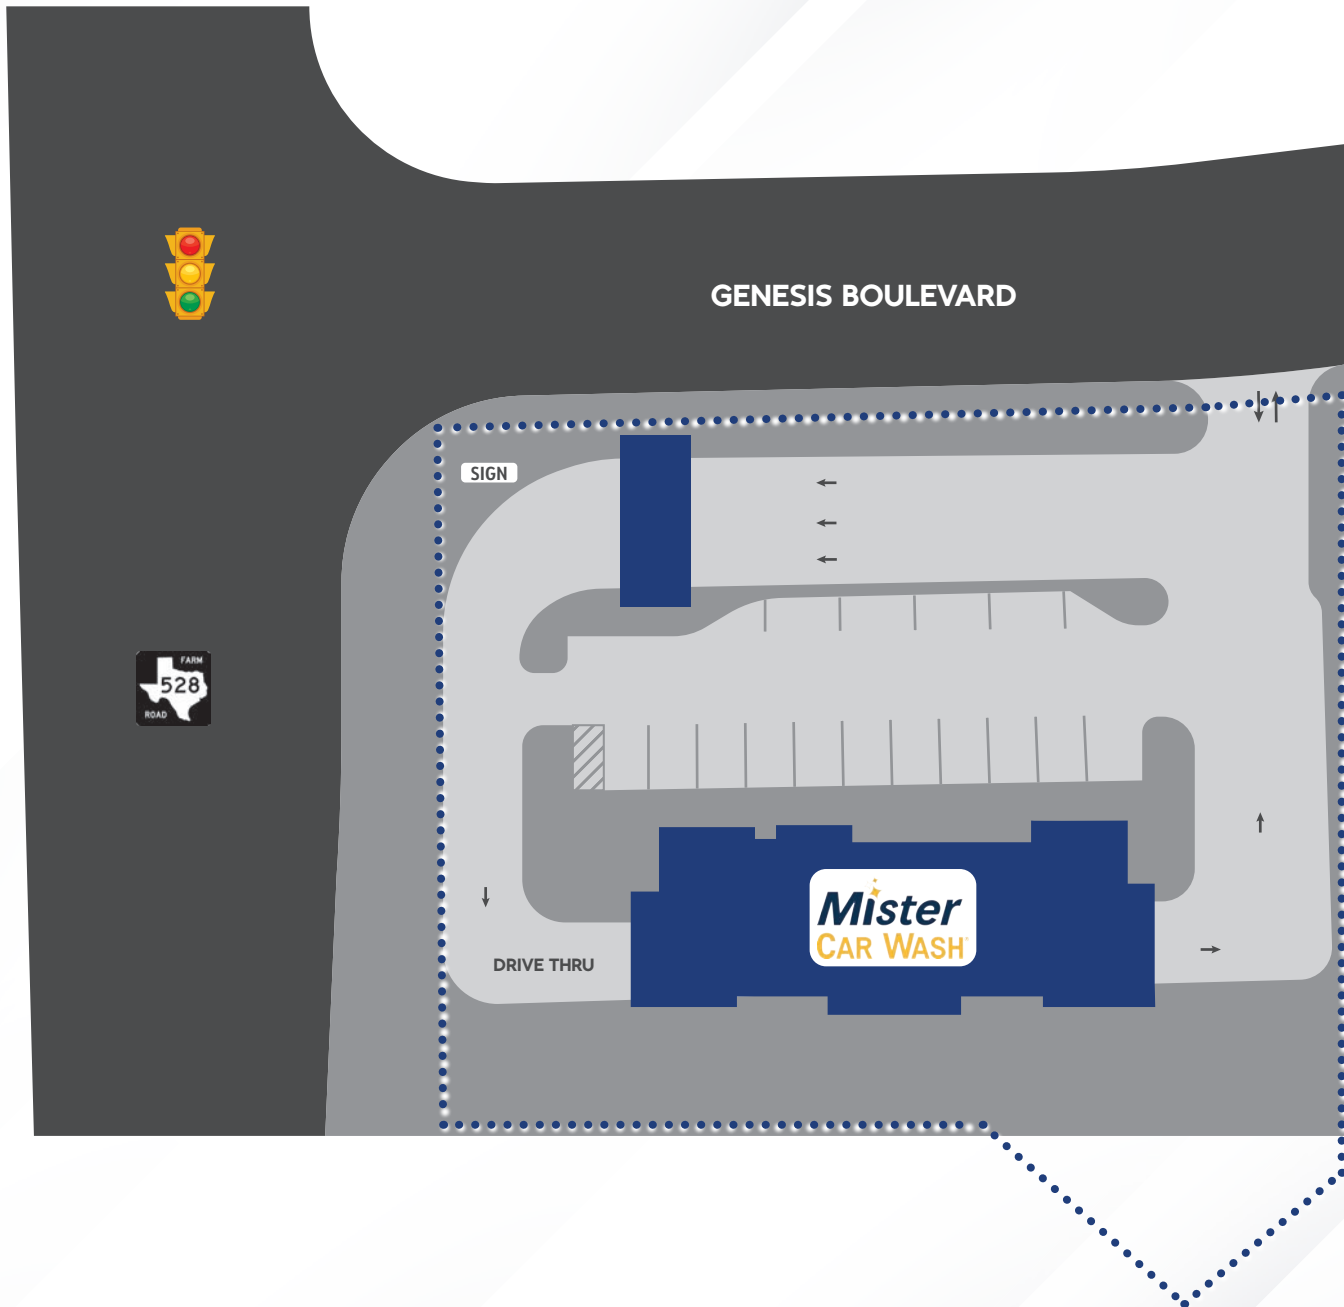 GENESIS BOULEVARD
SIGN
FARM
528
ROAD
Mister
CAR WASH
DRIVE THRU